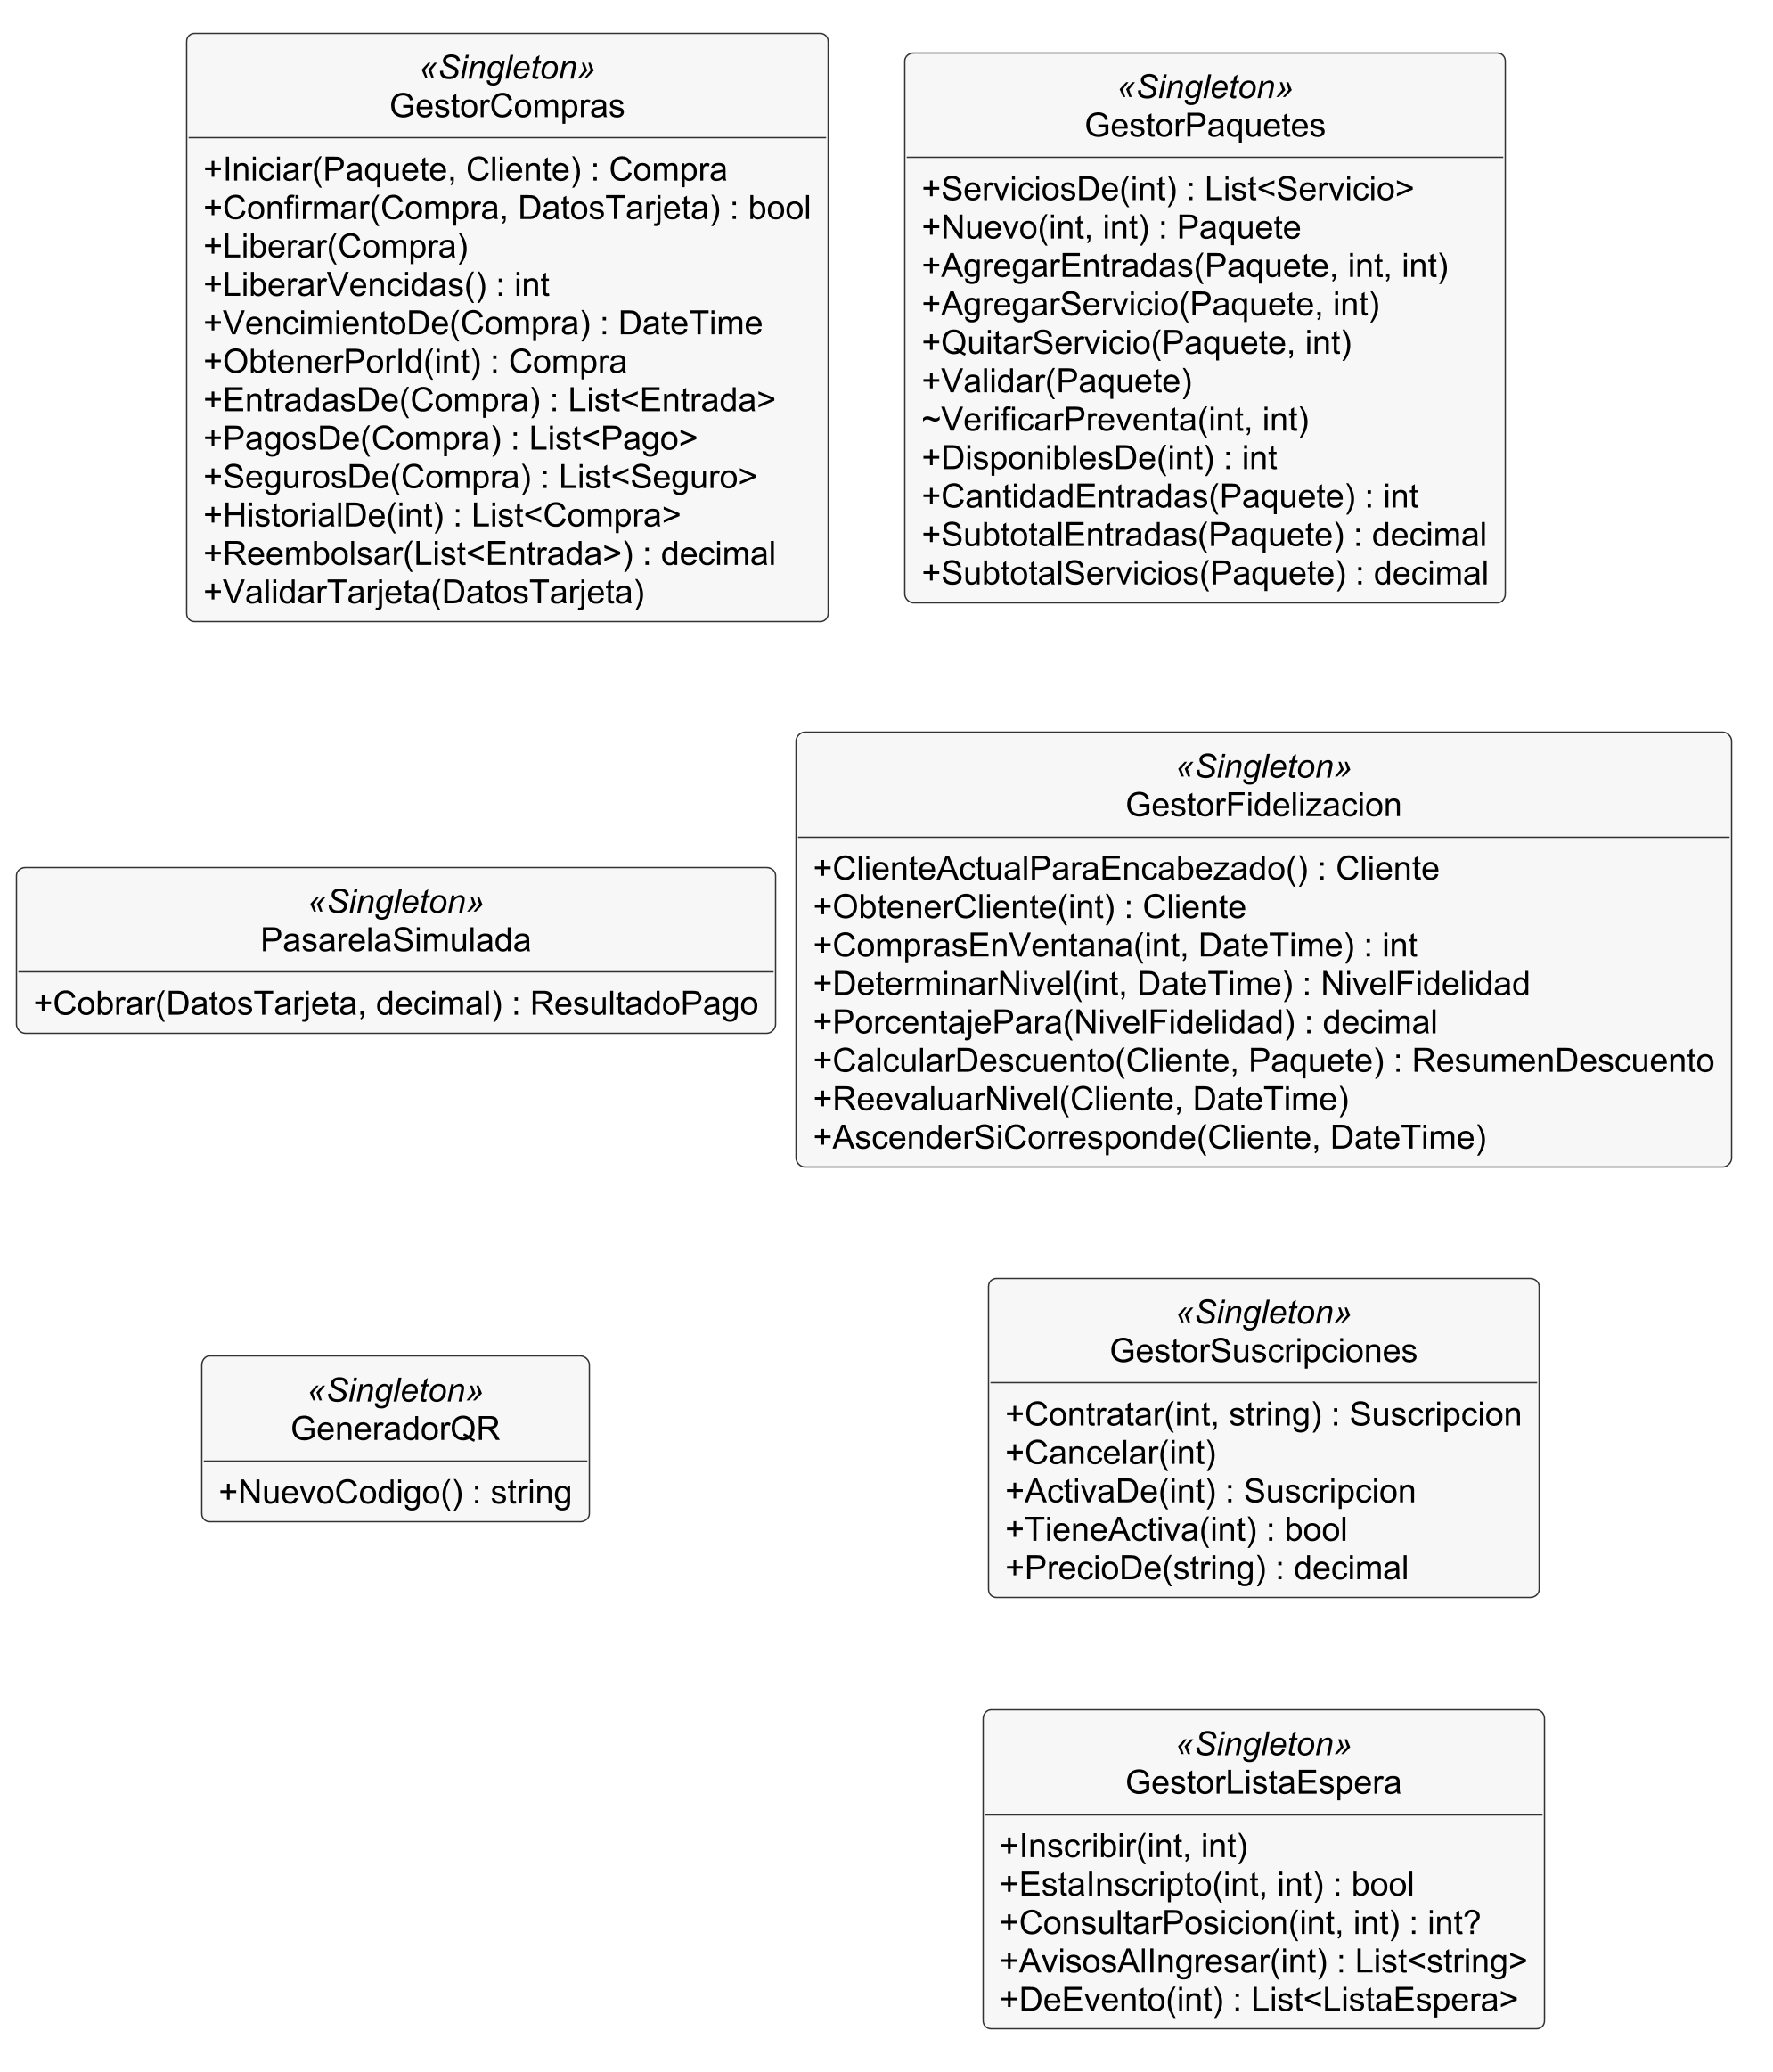 «Singleton»
GestorCompras
+Iniciar(Paquete, Cliente) : Compra
+Confirmar(Compra, DatosTarjeta) : bool
+Liberar(Compra)
+LiberarVencidas() : int
+VencimientoDe(Compra) : DateTime
+ObtenerPorId(int) : Compra
+EntradasDe(Compra) : List<Entrada>
+PagosDe(Compra) : List<Pago>
+SegurosDe(Compra) : List<Seguro>
+HistorialDe(int) : List<Compra>
+Reembolsar(List<Entrada>) : decimal
+ValidarTarjeta(DatosTarjeta)
«Singleton»
GestorPaquetes
+ServiciosDe(int) : List<Servicio>
+Nuevo(int, int) : Paquete
+AgregarEntradas(Paquete, int, int)
+AgregarServicio(Paquete, int)
+QuitarServicio(Paquete, int)
+Validar(Paquete)
~VerificarPreventa(int, int)
+DisponiblesDe(int) : int
+CantidadEntradas(Paquete) : int
+SubtotalEntradas(Paquete) : decimal
+SubtotalServicios(Paquete) : decimal
«Singleton»
PasarelaSimulada
+Cobrar(DatosTarjeta, decimal) : ResultadoPago
«Singleton»
GestorFidelizacion
+ClienteActualParaEncabezado() : Cliente
+ObtenerCliente(int) : Cliente
+ComprasEnVentana(int, DateTime) : int
+DeterminarNivel(int, DateTime) : NivelFidelidad
+PorcentajePara(NivelFidelidad) : decimal
+CalcularDescuento(Cliente, Paquete) : ResumenDescuento
+ReevaluarNivel(Cliente, DateTime)
+AscenderSiCorresponde(Cliente, DateTime)
«Singleton»
GeneradorQR
+NuevoCodigo() : string
«Singleton»
GestorSuscripciones
+Contratar(int, string) : Suscripcion
+Cancelar(int)
+ActivaDe(int) : Suscripcion
+TieneActiva(int) : bool
+PrecioDe(string) : decimal
«Singleton»
GestorListaEspera
+Inscribir(int, int)
+EstaInscripto(int, int) : bool
+ConsultarPosicion(int, int) : int?
+AvisosAlIngresar(int) : List<string>
+DeEvento(int) : List<ListaEspera>